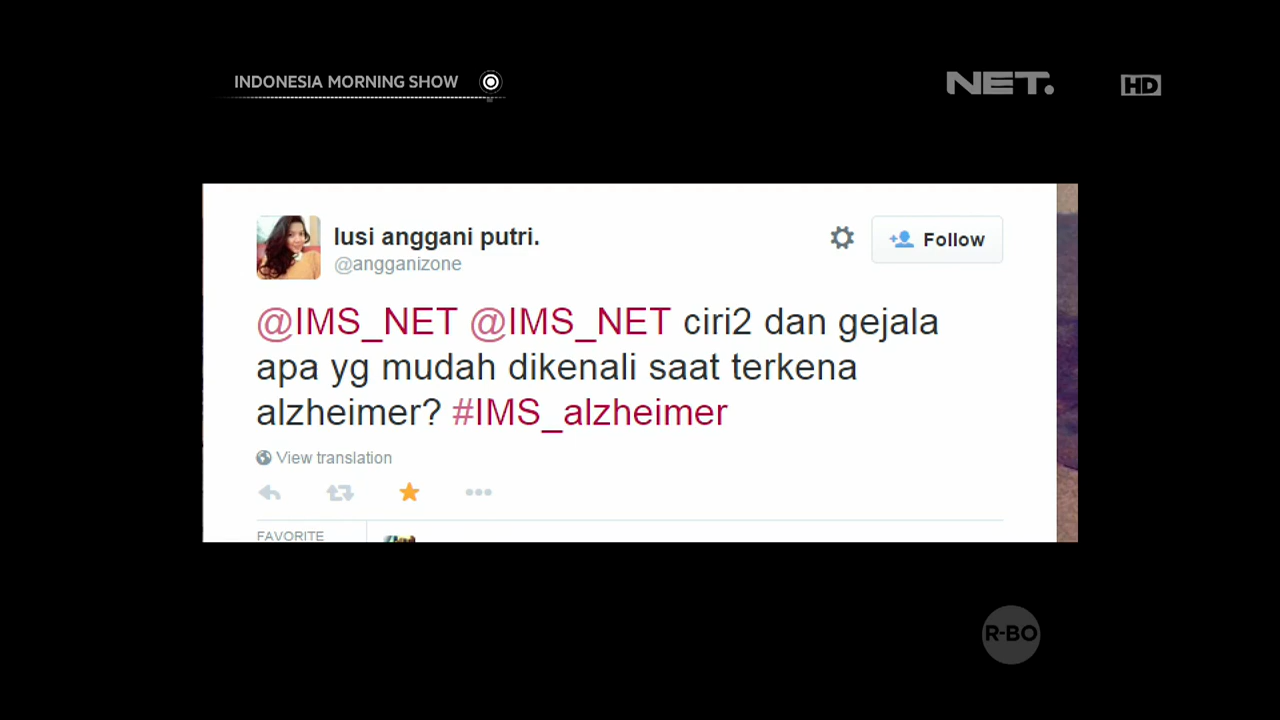 INDONESIA MORNING SHOW
NET.
HD
lusi anggani putri.
@angganizone
Follow
@IMS_NET @IMS_NET ciri2 dan gejala
apa yg mudah dikenali saat terkena
alzheimer? #IMS_alzheimer
View translation
FAVORITE
R-BO